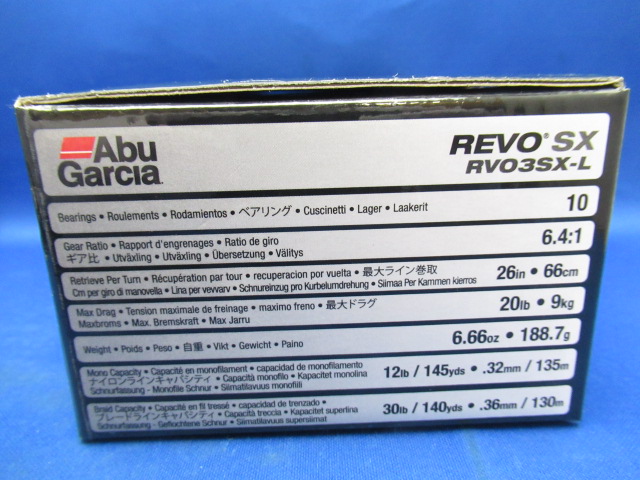 Abu
Garcia
REVO® SX
RVO3SX-L
Bearings • Roulements • Rodamientos • ベアリング • Cuscinetti • Lager • Laakerit
10
Gear Ratio • Rapport d'engrenages • Ratio de giro
ギア比 • Utväxling • Utväxling • Übersetzung • Välitys
6.4:1
Retrieve Per Turn • Récupération par tour • recuperacion por vuelta • 最大ライン巻取
Cm per giro di manovella • Lina per vevvarv • Schnureinzug pro Kurbelumdrehung • Siimaa Per Kammen kierros
26in • 66cm
Max Drag • Tension maximale de freinage • maximo freno • 最大ドラグ
Maxbroms • Max. Bremskraft • Max Jarru
20lb • 9kg
Weight • Poids • Peso • 自重 • Vikt • Gewicht • Paino
6.66oz • 188.7g
Mono Capacity • Capacité en monofilament • capacidad de monofilamento
ナイロンラインキャパシティ • Capacità monofilo • Kapacitet monolina
Schnurfassung - Monofile Schnur • Siimatilavuus monofiili
12lb / 145yds • .32mm / 135m
Braid Capacity • Capacité en fil tressé • capacidad de trenzado •
ブレードラインキャパシティ • Capacità treccia • Kapacitet superlina
Schnurfassung - Geflochtene Schnur • Siimatilavuus supersiimat
30lb / 140yds • .36mm / 130m